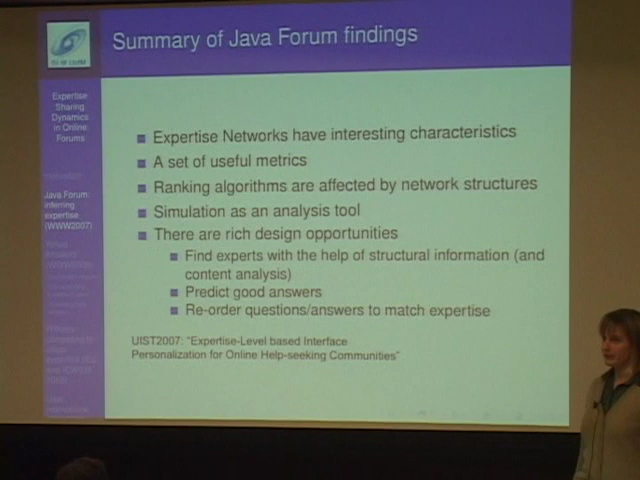 Summary of Java Forum findings
Expertise
Sharing
Dynamics
in Online
Forums
Java Forum:
inferring
expertise
(WWW2007)
Expertise Networks have interesting characteristics
A set of useful metrics
Ranking algorithms are affected by network structures
Simulation as an analysis tool
There are rich design opportunities
Find experts with the help of structural information (and
content analysis)
Predict good answers
Re-order questions/answers to match expertise
UIST2007: "Expertise-Level based Interface
Personalization for Online Help-seeking Communities"